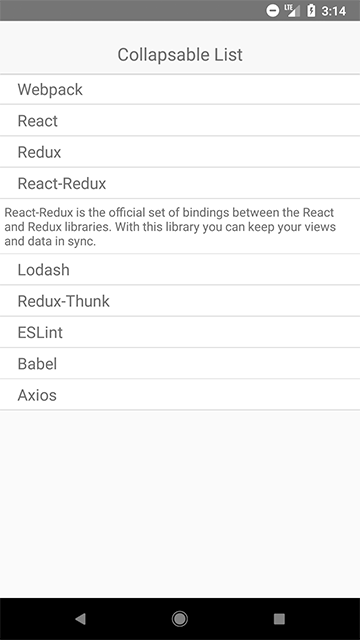 LTE 3:14
Collapsable List
Webpack
React
Redux
React-Redux
React-Redux is the official set of bindings between the React
and Redux libraries. With this library you can keep your views
and data in sync.
Lodash
Redux-Thunk
ESLint
Babel
Axios